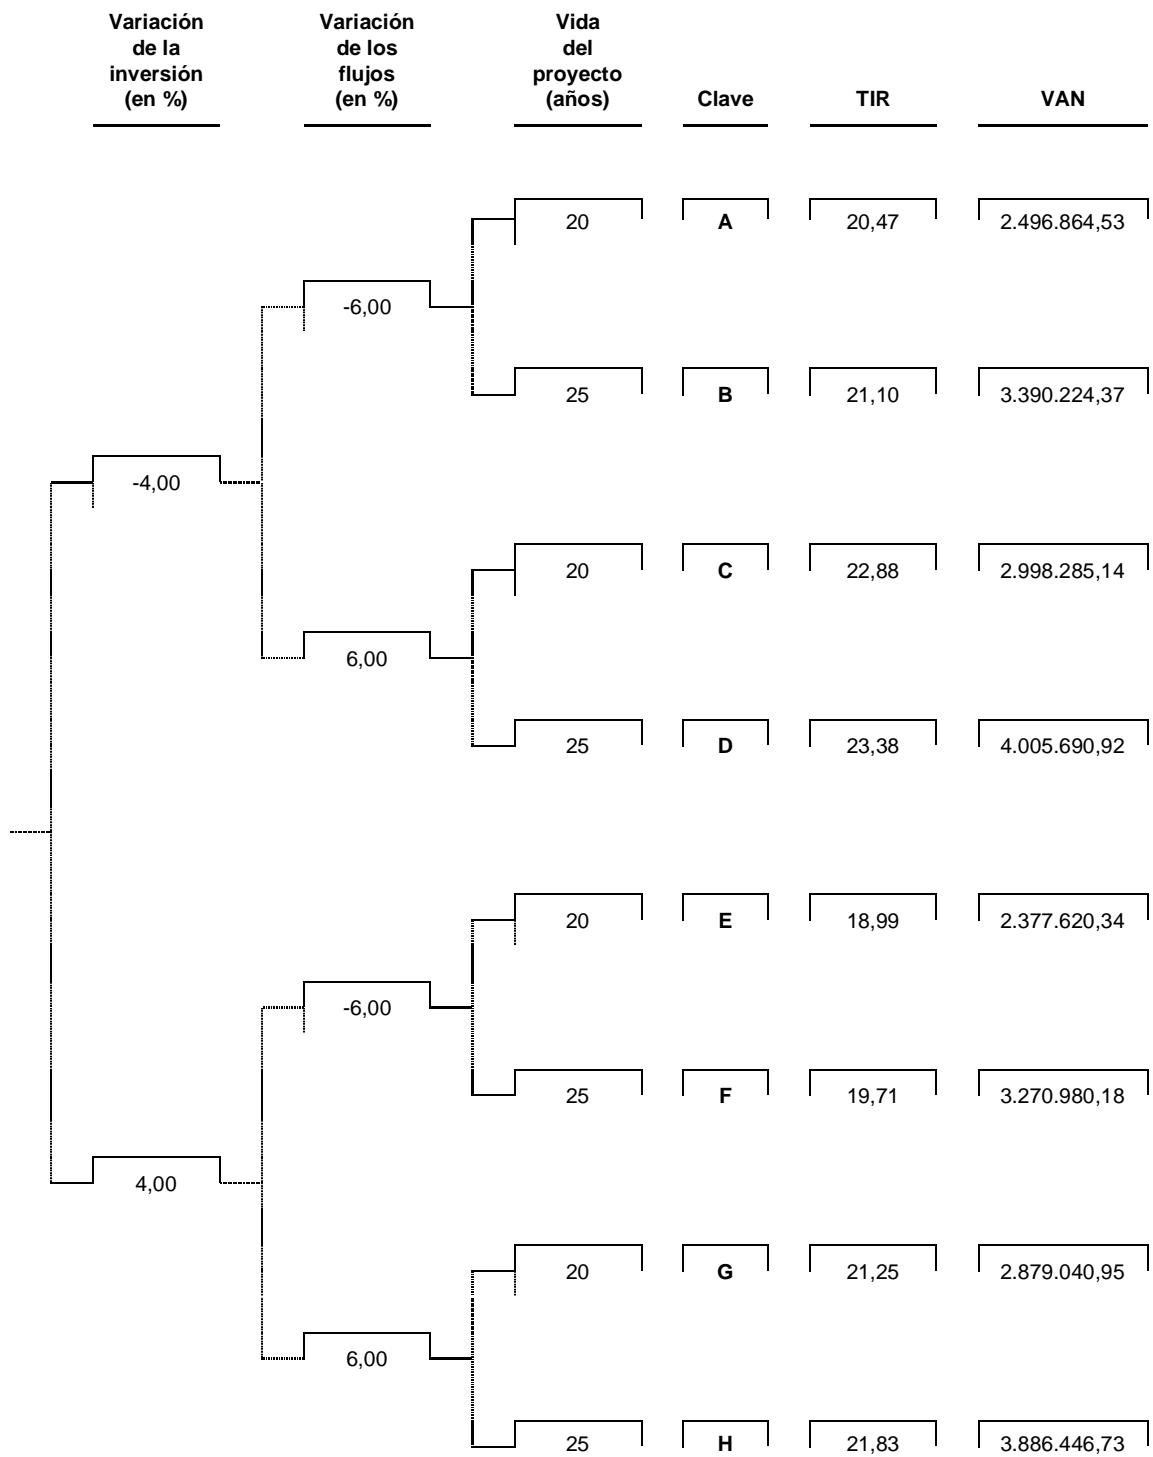 Variación Variación Vida
de la de los del
inversión flujos proyecto
(en %) (en %) (años) Clave TIR VAN
20 A 20,47 2.496.864,53
-6,00
25 B 21,10 3.390.224,37
-4,00
20 C 22,88 2.998.285,14
6,00
25 D 23,38 4.005.690,92
20 E 18,99 2.377.620,34
-6,00
25 F 19,71 3.270.980,18
4,00
20 G 21,25 2.879.040,95
6,00
25 H 21,83 3.886.446,73